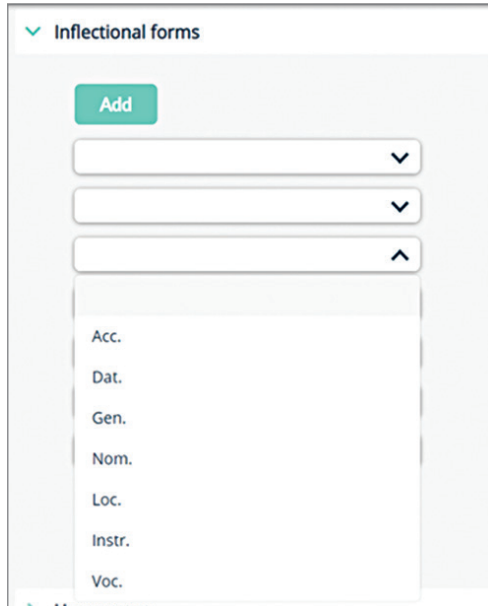 Inflectional forms
Add
Acc.
Dat.
Gen.
Nom.
Loc.
Instr.
Voc.